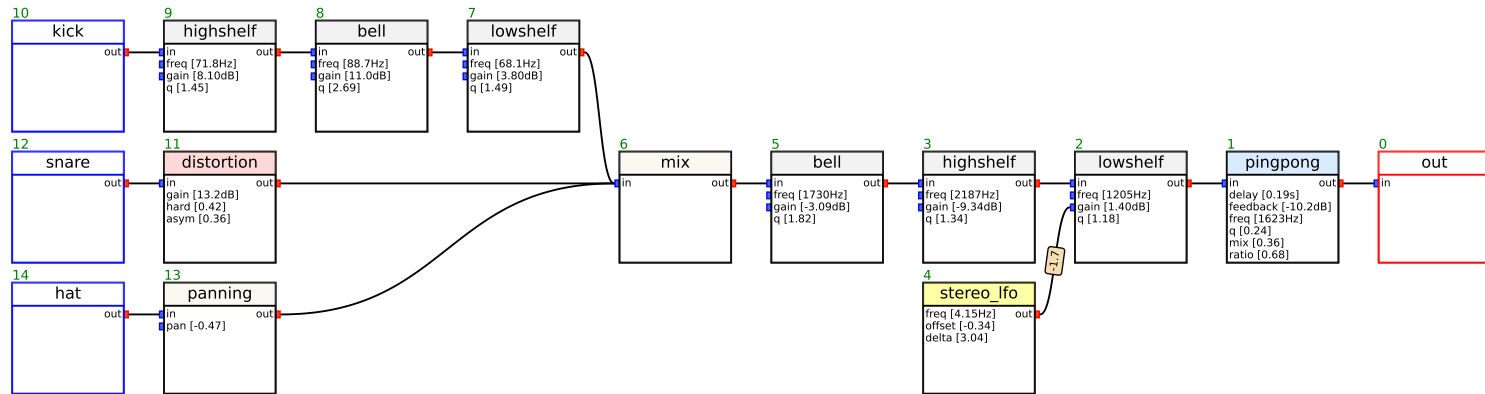 10
kick
out
9
highshelf
in out
freq [71.8Hz]
gain [8.10dB]
q [1.45]
8
bell
in out
freq [88.7Hz]
gain [11.0dB]
q [2.69]
7
lowshelf
in out
freq [68.1Hz]
gain [3.80dB]
q [1.49]
12
snare
out
11
distortion
in out
gain [13.2dB]
hard [0.42]
asym [0.36]
6
mix
in out
5
bell
in out
freq [1730Hz]
gain [-3.09dB]
q [1.82]
3
highshelf
in out
freq [2187Hz]
gain [-9.34dB]
q [1.34]
2
lowshelf
in out
freq [1205Hz]
gain [1.40dB]
q [1.18]
1
pingpong
in out
delay [0.19s]
feedback [-10.2dB]
freq [1623Hz]
q [0.24]
mix [0.36]
ratio [0.68]
0
out
in
14
hat
out
13
panning
in out
pan [-0.47]
4
stereo_lfo
freq [4.15Hz] out
offset [-0.34]
delta [3.04]
-1.7